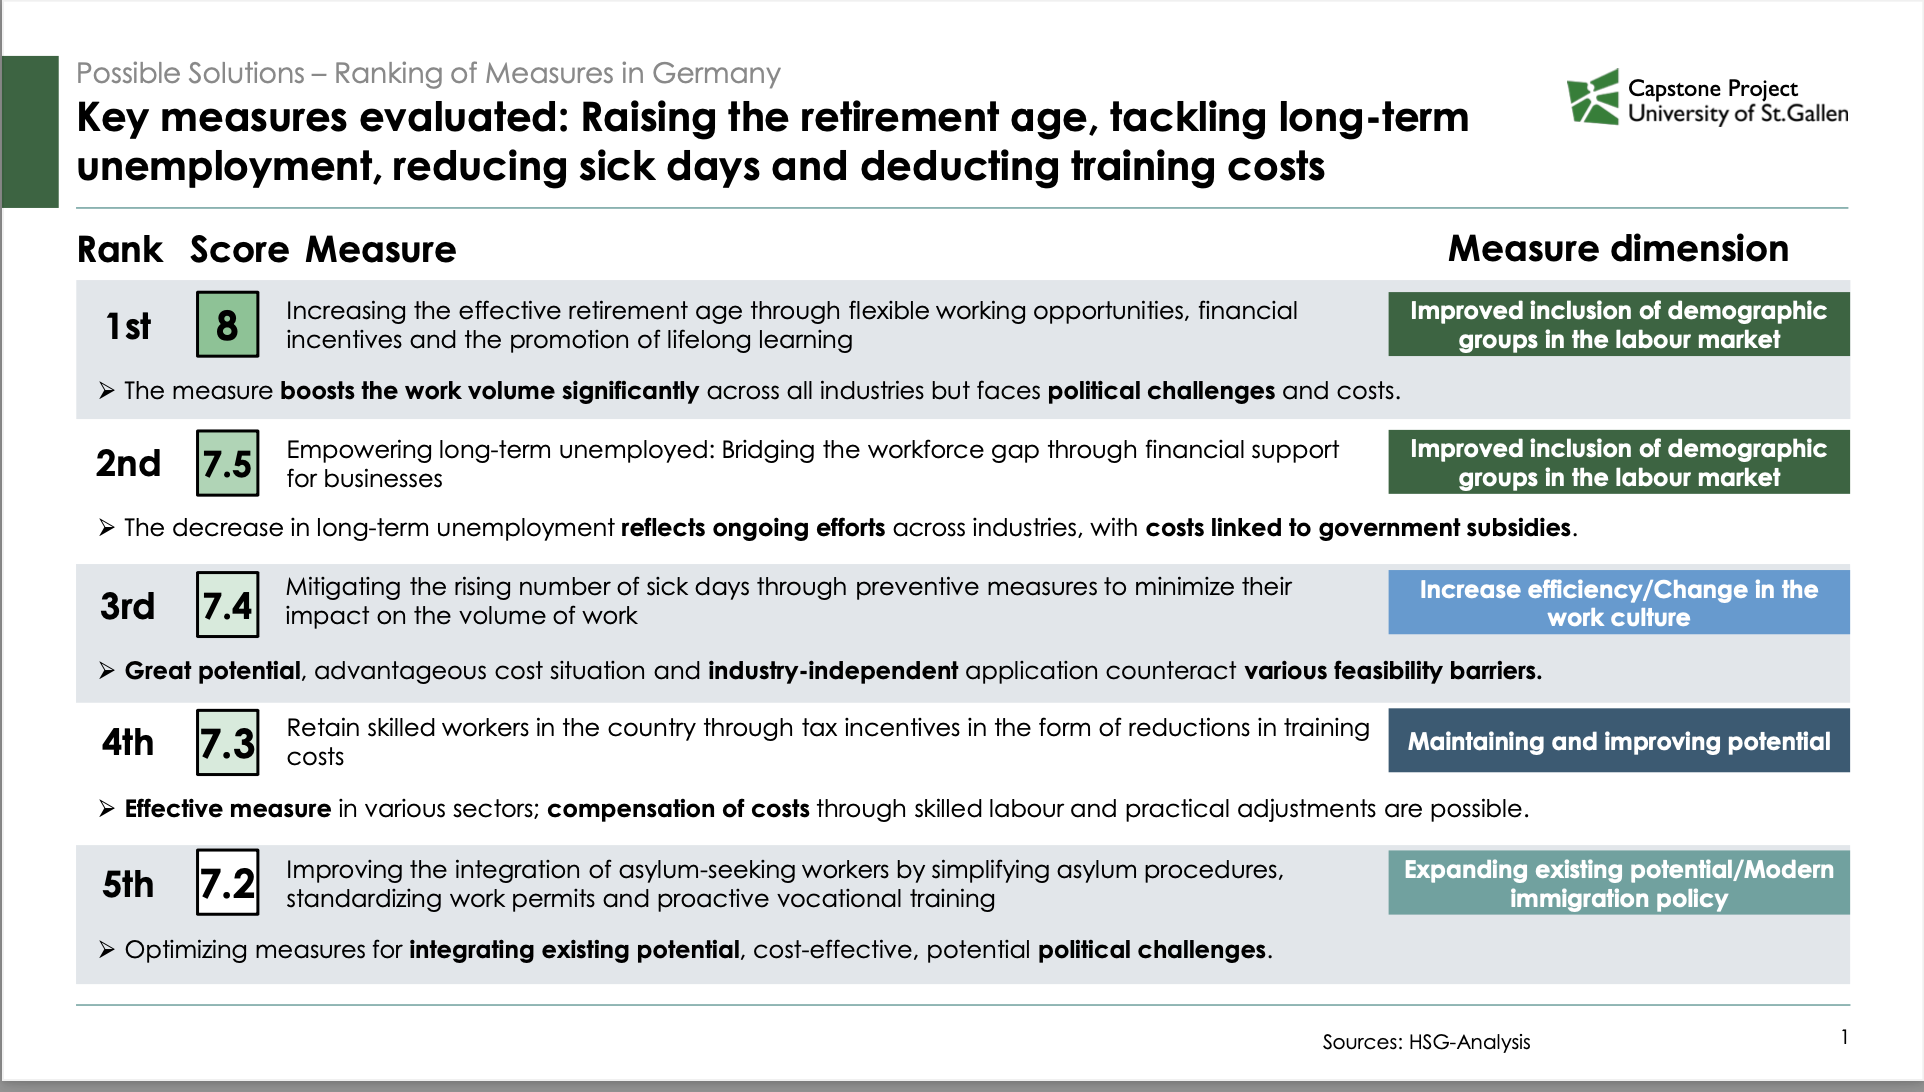 Possible Solutions – Ranking of Measures in Germany
Key measures evaluated: Raising the retirement age, tackling long-term
unemployment, reducing sick days and deducting training costs
Capstone Project
University of St.Gallen
Rank Score Measure Measure dimension
1st 8
Increasing the effective retirement age through flexible working opportunities, financial
incentives and the promotion of lifelong learning
Improved inclusion of demographic
groups in the labour market
➢ The measure boosts the work volume significantly across all industries but faces political challenges and costs.
2nd 7.5
Empowering long-term unemployed: Bridging the workforce gap through financial support
for businesses
Improved inclusion of demographic
groups in the labour market
➢ The decrease in long-term unemployment reflects ongoing efforts across industries, with costs linked to government subsidies.
3rd 7.4
Mitigating the rising number of sick days through preventive measures to minimize their
impact on the volume of work
Increase efficiency/Change in the
work culture
➢ Great potential, advantageous cost situation and industry-independent application counteract various feasibility barriers.
4th 7.3
Retain skilled workers in the country through tax incentives in the form of reductions in training
costs
Maintaining and improving potential
➢ Effective measure in various sectors; compensation of costs through skilled labour and practical adjustments are possible.
5th 7.2
Improving the integration of asylum-seeking workers by simplifying asylum procedures,
standardizing work permits and proactive vocational training
Expanding existing potential/Modern
immigration policy
➢ Optimizing measures for integrating existing potential, cost-effective, potential political challenges.
Sources: HSG-Analysis
1